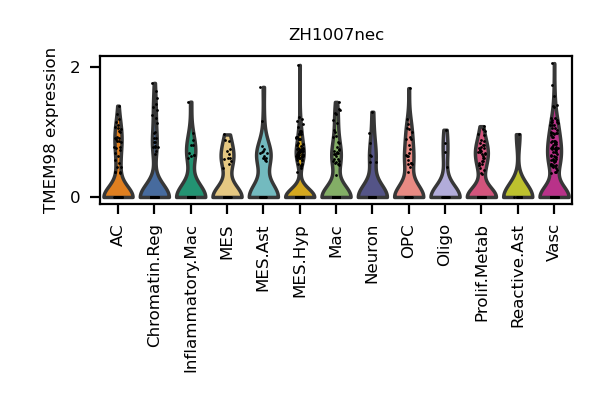 ZH1007nec
TMEM98 expression
2
0
AC
Chromatin.Reg
Inflammatory.Mac
MES
MES.Ast
MES.Hyp
Mac
Neuron
OPC
Oligo
Prolif.Metab
Reactive.Ast
Vasc